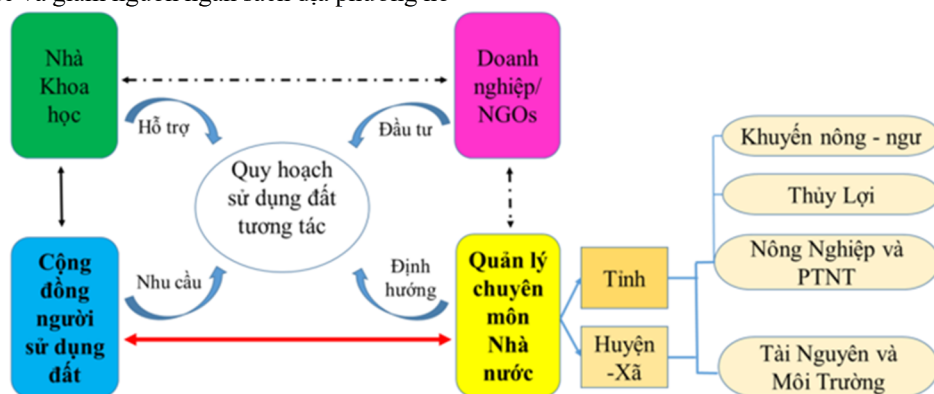 Nhà
Khoa
học
Doanh
nghiệp/
NGOs
Hỗ trợ
Đầu tư
Quy hoạch
sử dụng đất
tương tác
Cộng
đồng
người
sử dụng
đất
Nhu cầu
Định
hướng
Quản lý
chuyên
môn
Nhà
nước
Tỉnh
Huyện
-Xã
Khuyến nông - ngư
Thủy Lợi
Nông Nghiệp và
PTNT
Tài Nguyên và
Môi Trường